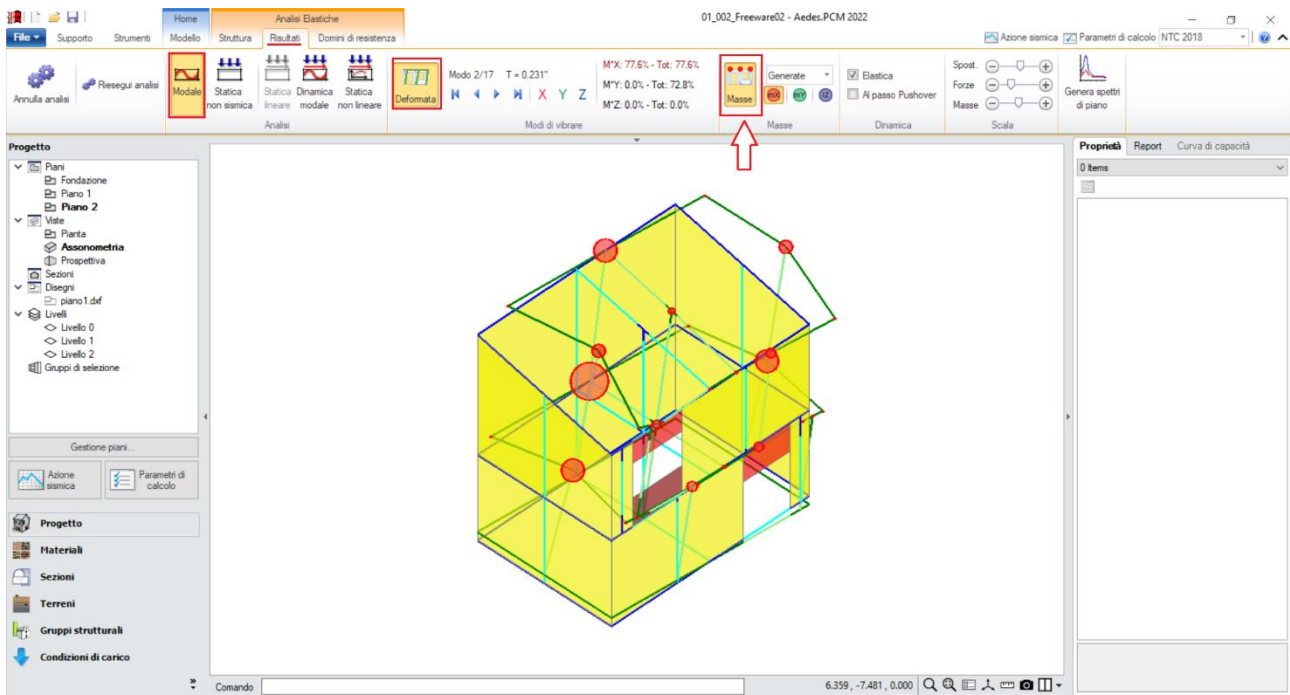 01_002_Freeware02 - Aedes.PCM 2022
Home
Analisi Elastiche
File
Supporto
Strumenti
Modello
Struttura
Risultati
Domini di resistenza
Azione sismica
Parametri di calcolo
NTC 2018
Annulla analisi
Riesegui analisi
Modale
Statica
non sismica
Statica
lineare
Dinamica
modale
Statica
non lineare
Analisi
Deformata
Modo 2/17 T = 0.231"
X Y Z
M*X: 77.6% - Tot: 77.6%
M*Y: 0.0% - Tot: 72.8%
M*Z: 0.0% - Tot: 0.0%
Modi di vibrare
Masse
Generate
mX
mY
IZ
Masse
Elastica
Al passo Pushover
Dinamica
Spost.
Forze
Masse
Scala
Genera spettri
di piano
Progetto
Piani
Fondazione
Piano 1
Piano 2
Viste
Pianta
Assonometria
Prospettiva
Sezioni
Disegni
piano1.dxf
Livelli
Livello 0
Livello 1
Livello 2
Gruppi di selezione
Gestione piani...
Azione
sismica
Parametri di
calcolo
Progetto
Materiali
Sezioni
Terreni
Gruppi strutturali
Condizioni di carico
Proprietà
Report
Curva di capacità
0 Items
Comando
6.359 , -7.481 , 0.000